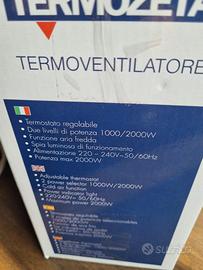 TERMOZETA
TERMOVENTILATORE
• Termostato regolabile
• Due livelli di potenza 1000/2000W
• Funzione aria fredda
• Spia luminosa di funzionamento
• Alimentazione 220 - 240V~50/60Hz
• Potenza max 2000W
• Adjustable thermostat
• 2 power selector 1000W/2000W
• Cold air function
• Power indicator light
• 220/240V~ 50/60Hz
• Maximum power 2000W
regulable
SUBITO